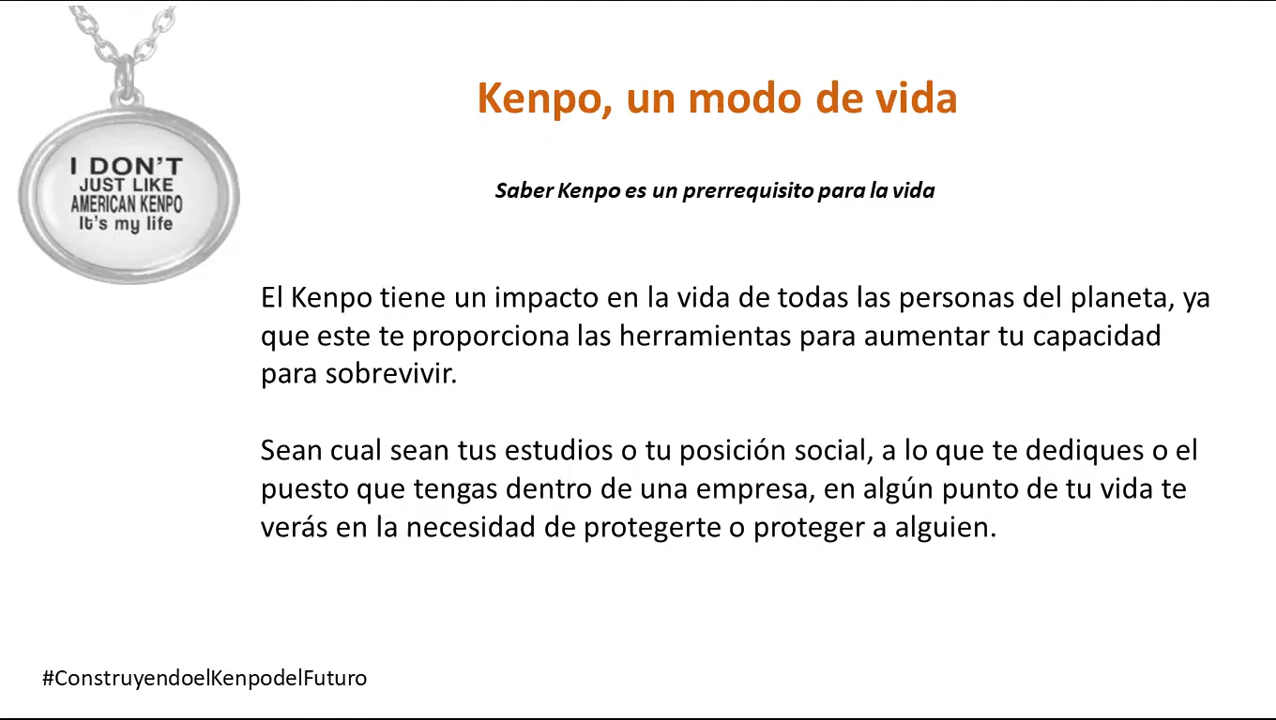 I DON'T
JUST LIKE
AMERICAN KENPO
It's my life
Kenpo, un modo de vida
Saber Kenpo es un prerrequisito para la vida
El Kenpo tiene un impacto en la vida de todas las personas del planeta, ya
que este te proporciona las herramientas para aumentar tu capacidad
para sobrevivir.
Sean cual sean tus estudios o tu posición social, a lo que te dediques o el
puesto que tengas dentro de una empresa, en algún punto de tu vida te
verás en la necesidad de protegerte o proteger a alguien.
#ConstruyendoelKenpodelFuturo